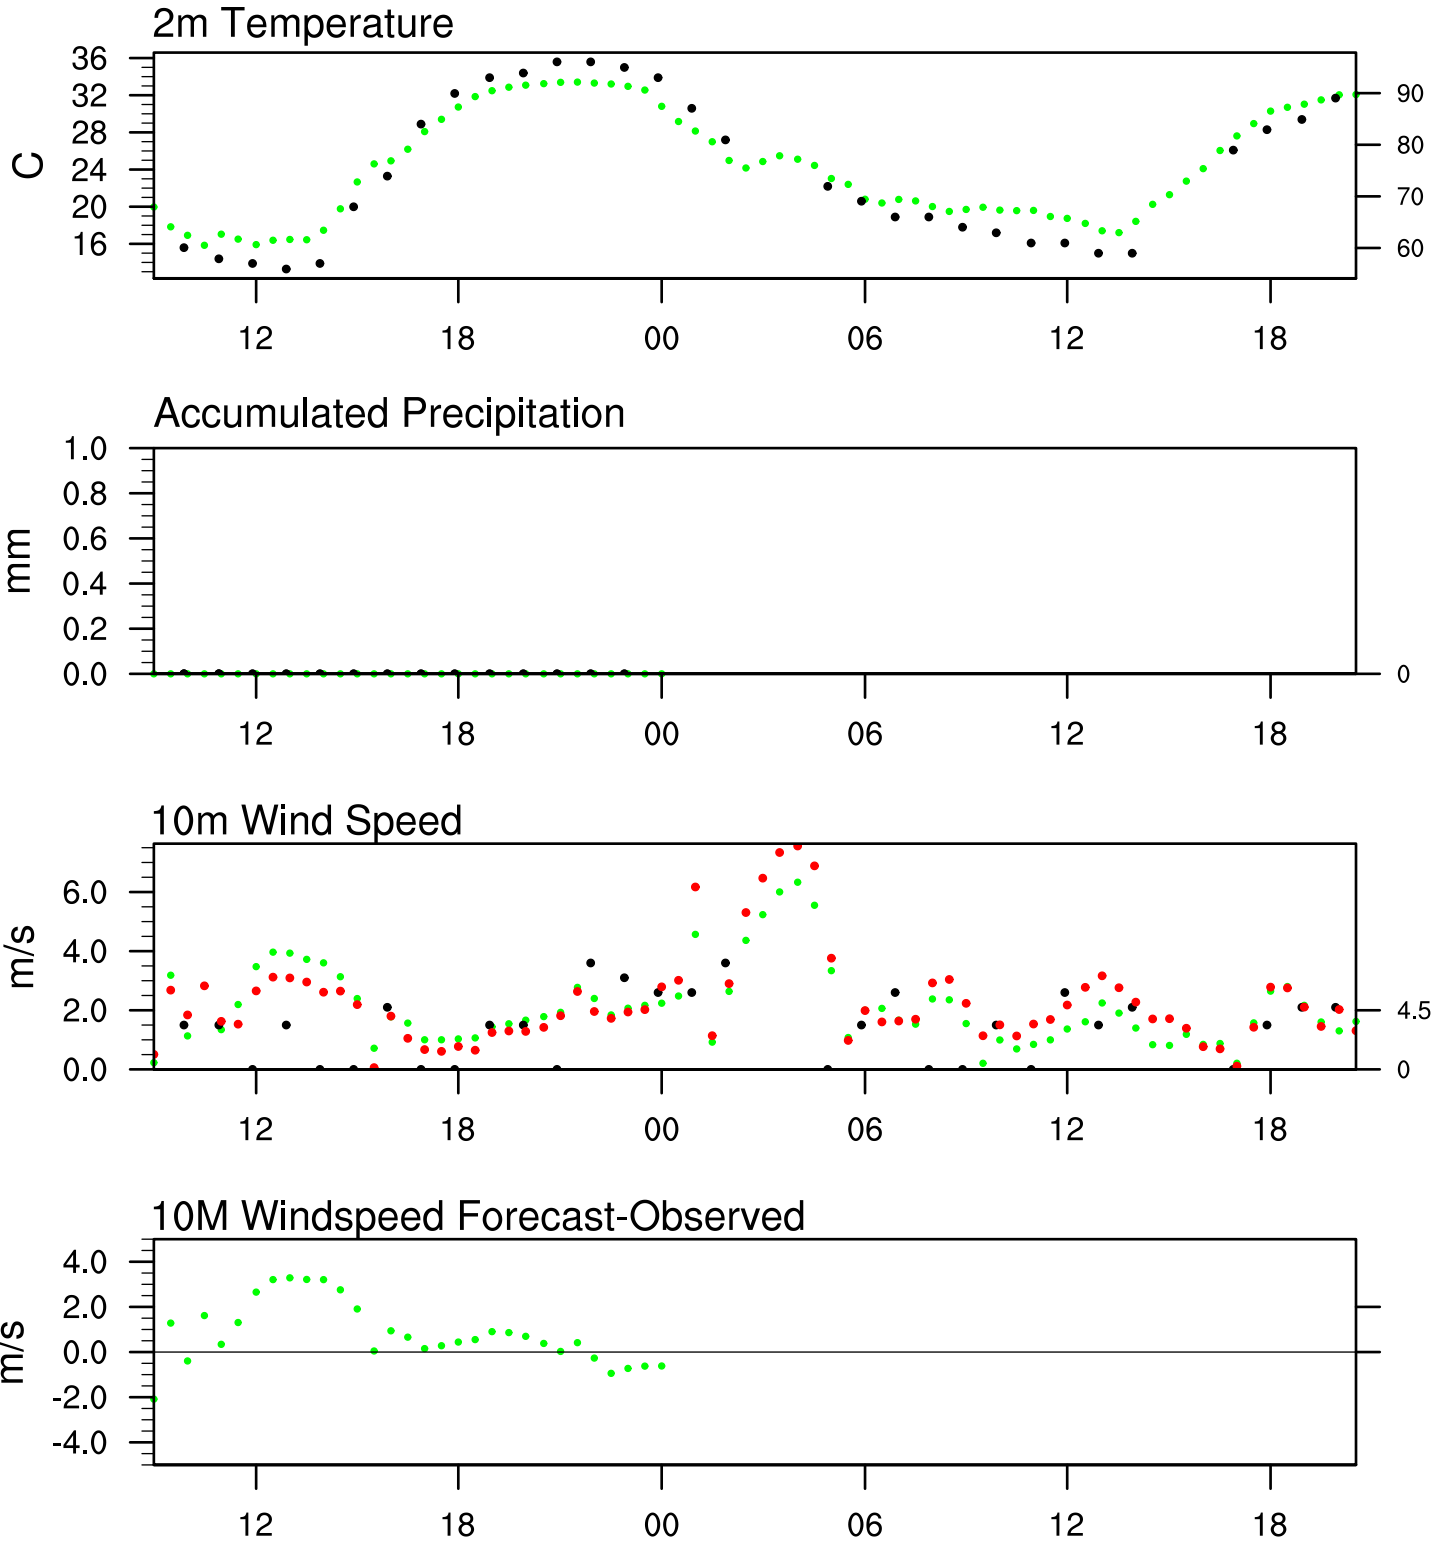 2m Temperature
36
32
28
24
20
16
C
90
80
70
60
12 18 00 06 12 18
Accumulated Precipitation
1.0
0.8
0.6
0.4
0.2
0.0
mm
0
12 18 00 06 12 18
10m Wind Speed
6.0
4.0
2.0
0.0
m/s
4.5
0
12 18 00 06 12 18
10M Windspeed Forecast-Observed
4.0
2.0
0.0
-2.0
-4.0
m/s
12 18 00 06 12 18